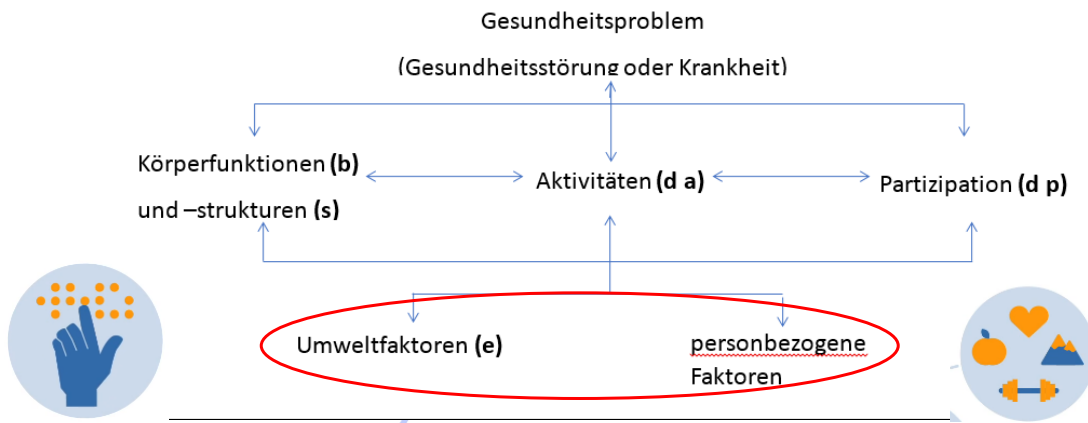 Gesundheitsproblem
(Gesundheitsstörung oder Krankheit)
Körperfunktionen (b)
und –strukturen (s)
Aktivitäten (d a)
Partizipation (d p)
Umweltfaktoren (e)
personbezogene
Faktoren